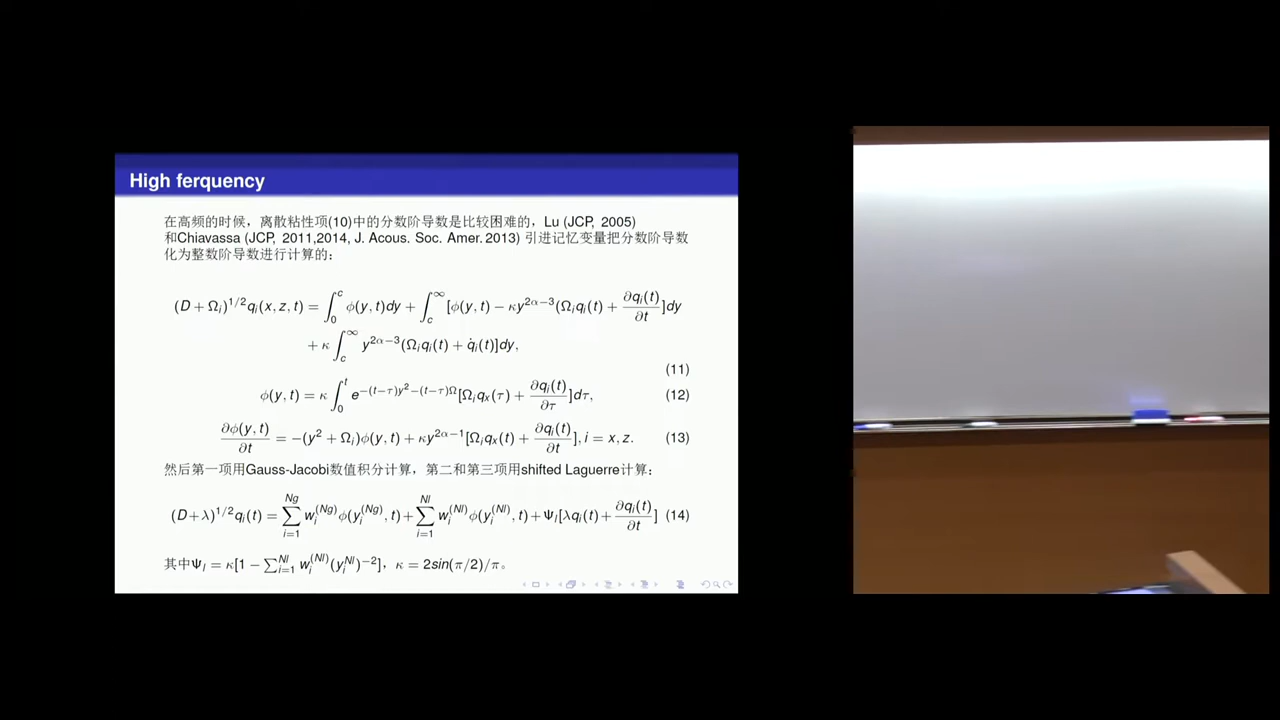 High ferquency
在高频的时候，离散粘性项(10)中的分数阶导数是比较困难的，Lu (JCP, 2005)
和Chiavassa (JCP, 2011,2014, J. Acous. Soc. Amer. 2013) 引进记忆变量把分数阶导数
化为整数阶导数进行计算的：
(D + Ω_i)^{1/2} q_i(x, z, t) = ∫_0^c ϕ(y, t)dy + ∫_c^∞ [ϕ(y, t) − κy^{2α−3}(Ω_i q_i(t) + ∂q_i(t)/∂t]dy
+ κ ∫_c^∞ y^{2α−3}(Ω_i q_i(t) + q̇_i(t)]dy,
(11)
ϕ(y, t) = κ ∫_0^t e^{−(t−τ)y^2−(t−τ)Ω}[Ω_i q_x(τ) + ∂q_i(t)/∂τ]dτ, (12)
∂ϕ(y, t)/∂t = −(y^2 + Ω_i)ϕ(y, t) + κy^{2α−1}[Ω_i q_x(t) + ∂q_i(t)/∂t], i = x, z. (13)
然后第一项用Gauss-Jacobi数值积分计算，第二和第三项用shifted Laguerre计算：
(D+λ)^{1/2} q_i(t) = ∑_{i=1}^{Ng} w_i^{(Ng)} ϕ(y_i^{(Ng)}, t) + ∑_{i=1}^{Nl} w_i^{(Nl)} ϕ(y_i^{(Nl)}, t) + Ψ_l[λq_i(t) + ∂q_i(t)/∂t] (14)
其中Ψ_l = κ[1 − ∑_{i=1}^{Nl} w_i^{(Nl)}(y_i^{Nl})^{−2}]，κ = 2sin(π/2)/π。